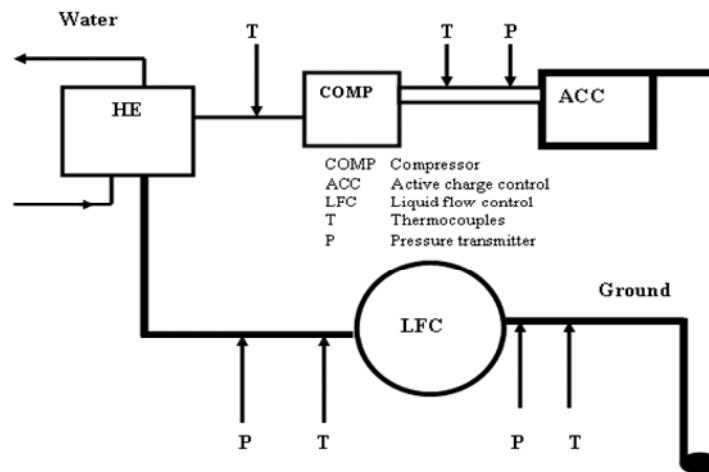 Water
T
T
P
HE
COMP
ACC
COMP Compressor
ACC Active charge control
LFC Liquid flow control
T Thermocouples
P Pressure transmitter
Ground
LFC
P
T
P
T